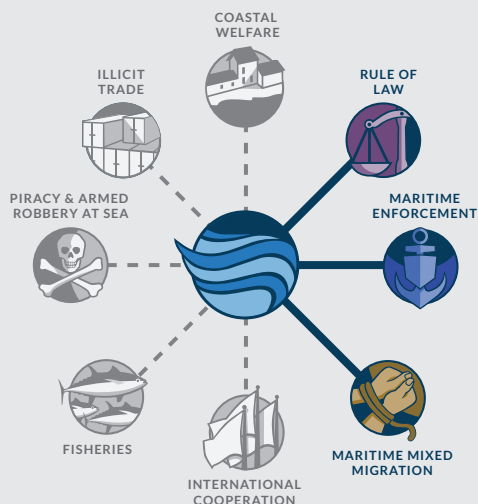 COASTAL
WELFARE
ILLICIT
TRADE
RULE OF
LAW
PIRACY & ARMED
ROBBERY AT SEA
MARITIME
ENFORCEMENT
FISHERIES
MARITIME MIXED
MIGRATION
INTERNATIONAL
COOPERATION